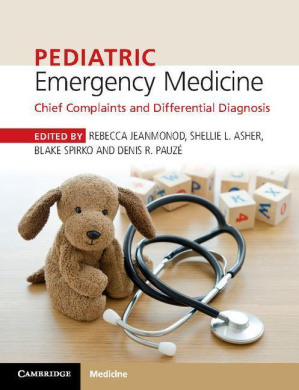 PEDIATRIC
Emergency Medicine
Chief Complaints and Differential Diagnosis
EDITED BY REBECCA JEANMONOD, SHELLIE L. ASHER,
BLAKE SPIRKO AND DENIS R. PAUZÉ
CAMBRIDGE Medicine